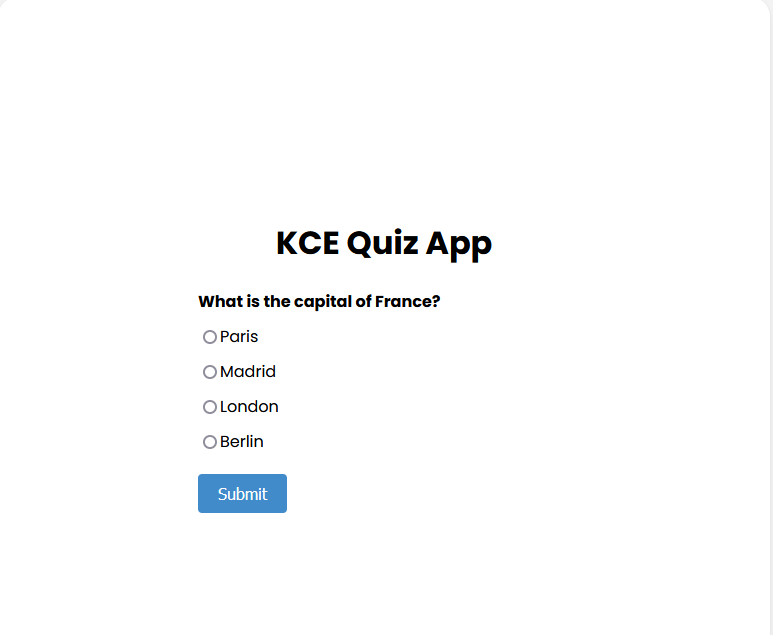 KCE Quiz App
What is the capital of France?
Paris
Madrid
London
Berlin
Submit